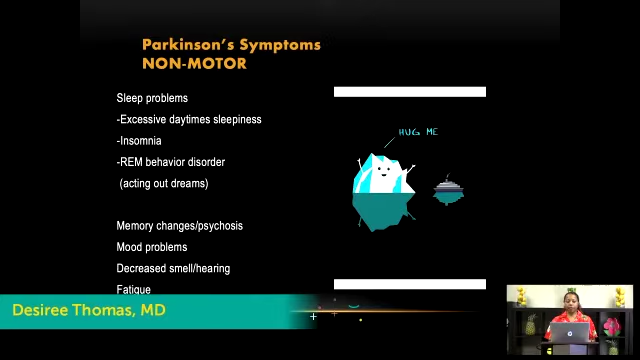 Parkinson's Symptoms
NON-MOTOR
Sleep problems
-Excessive daytimes sleepiness
-Insomnia
-REM behavior disorder
(acting out dreams)
Memory changes/psychosis
Mood problems
Decreased smell/hearing
Fatigue
HUG ME
Desiree Thomas, MD